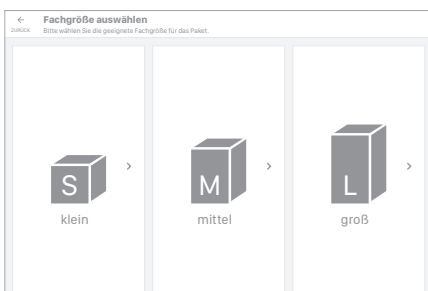 Fachgröße auswählen
ZURÜCK Bitte wählen Sie die geeignete Fachgröße für das Paket.
S M L
klein mittel groß